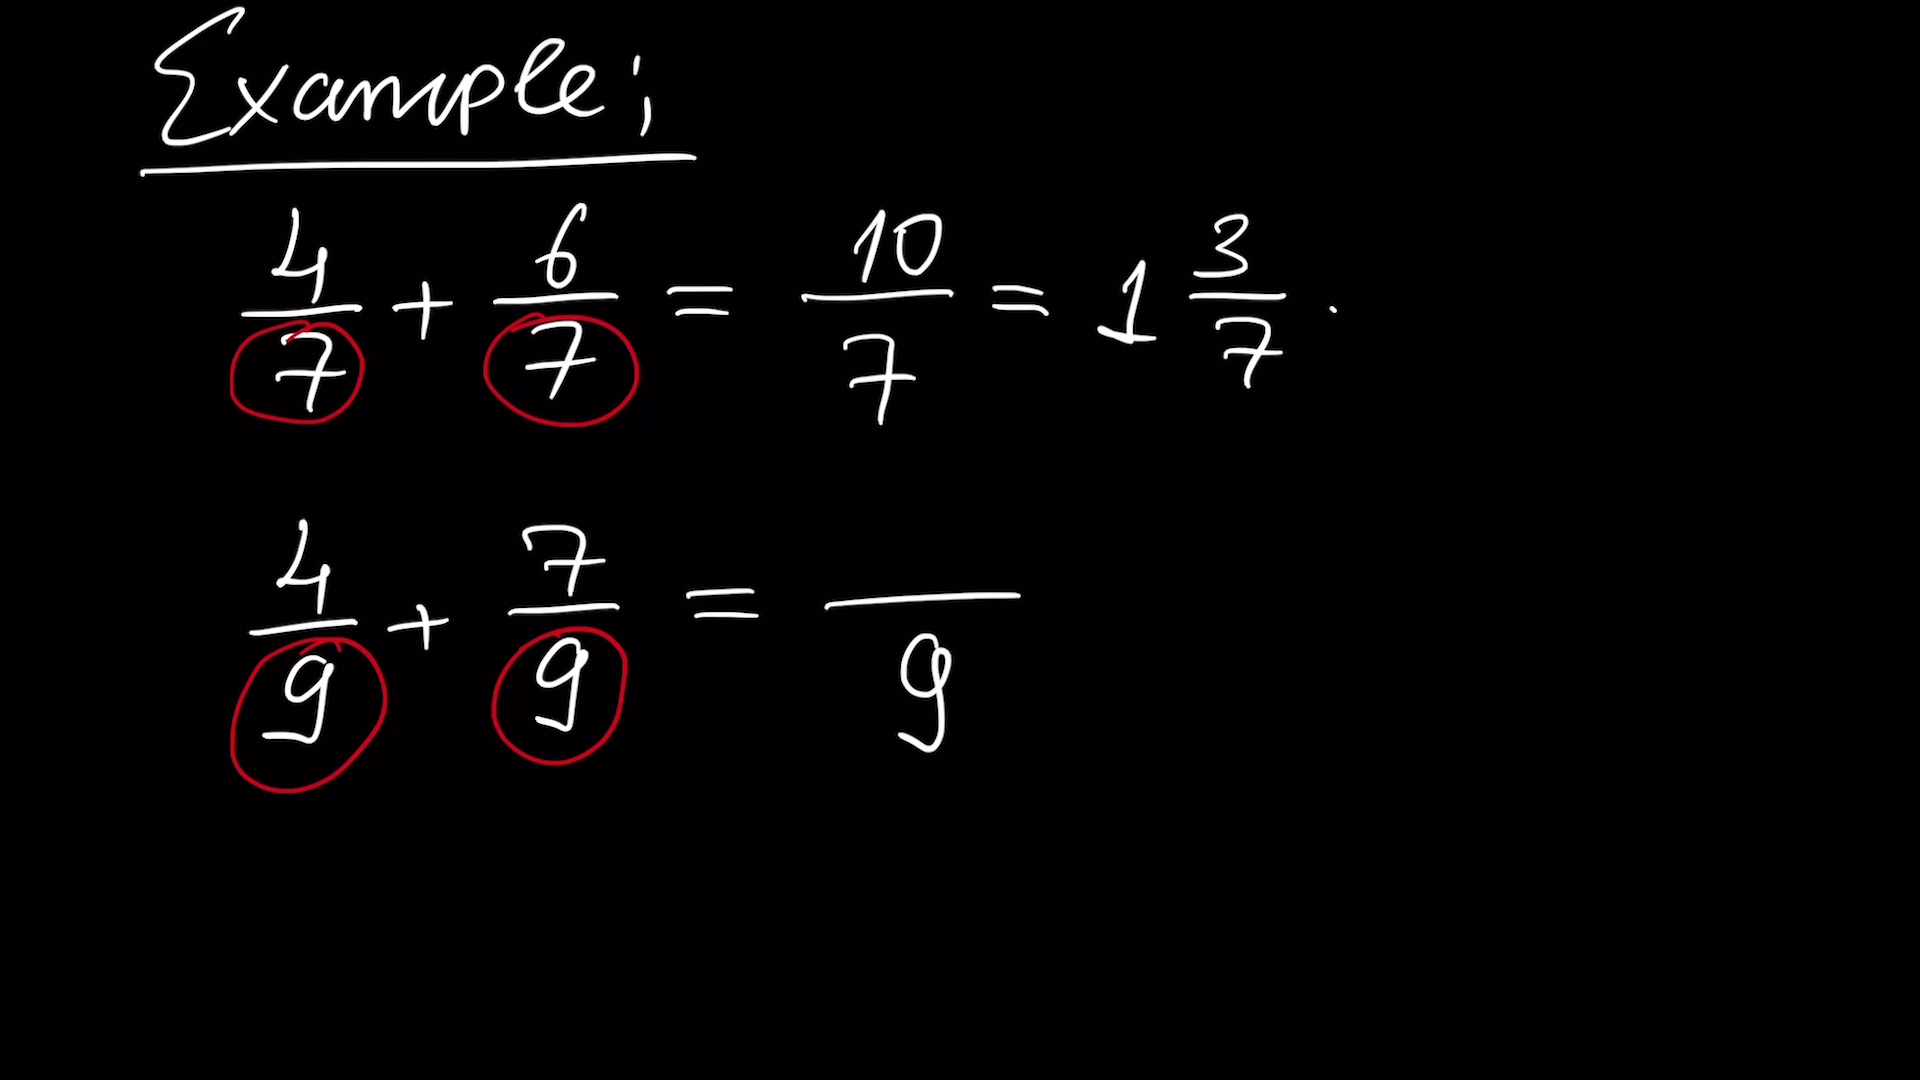 Example:
4/7 + 6/7 = 10/7 = 1 3/7.
4/9 + 7/9 = /9